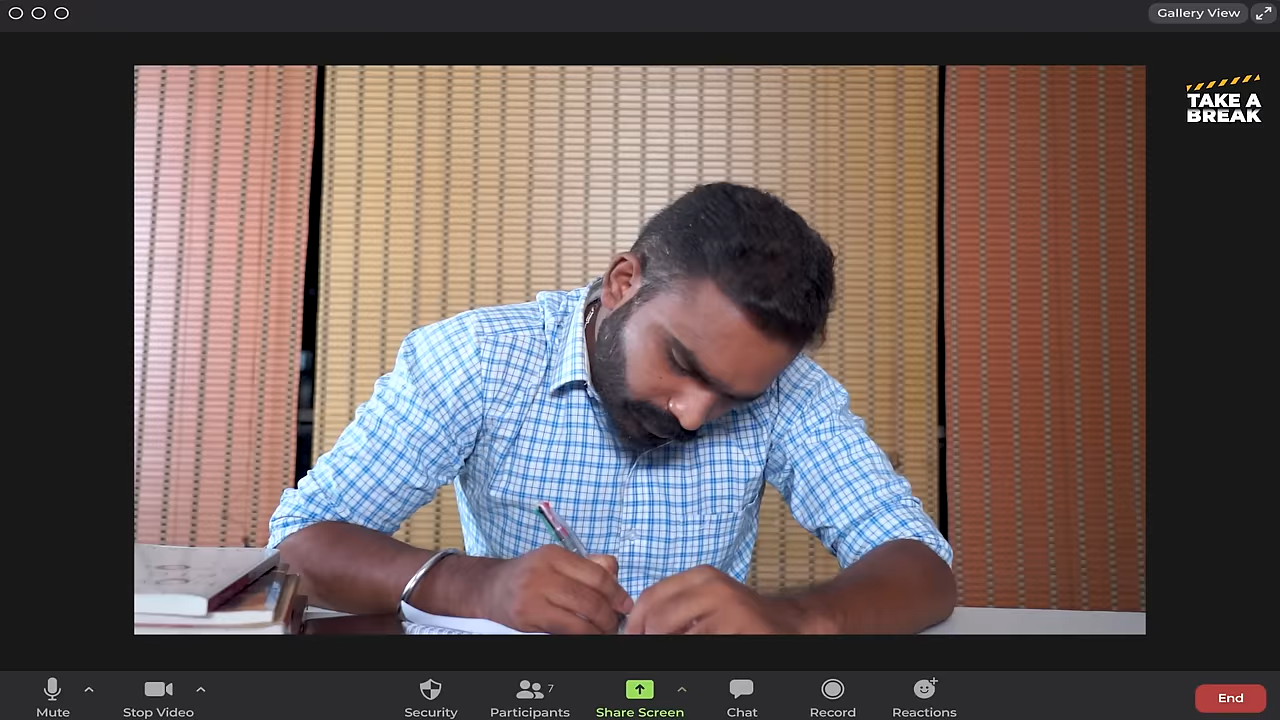 Gallery View
TAKE A
BREAK
Mute
Stop Video
Security
Participants
7
Share Screen
Chat
Record
Reactions
End